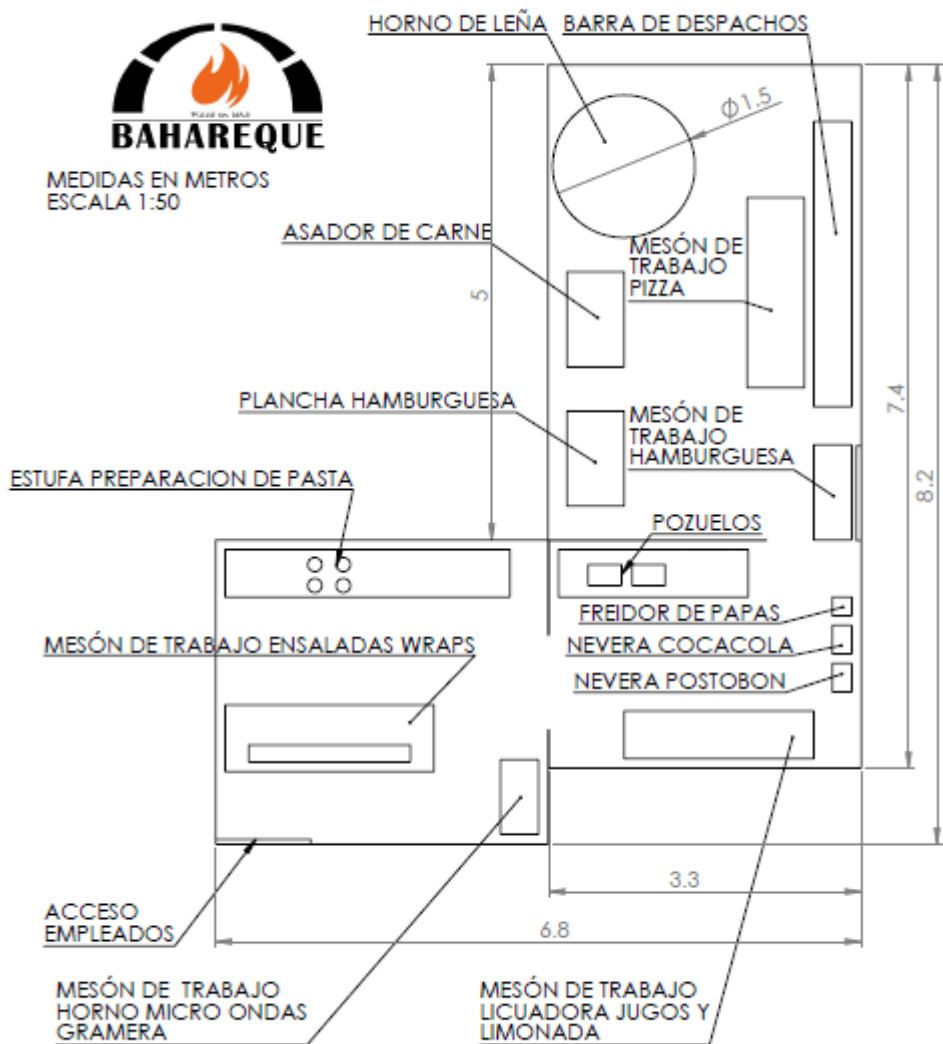 HORNO DE LEÑA
BARRA DE DESPACHOS
Pizza en leña
BAHAREQUE
MEDIDAS EN METROS
ESCALA 1:50
Ø1.5
ASADOR DE CARNE
MESÓN DE
TRABAJO
PIZZA
5
7.4
8.2
PLANCHA HAMBURGUESA
MESÓN DE
TRABAJO
HAMBURGUESA
ESTUFA PREPARACION DE PASTA
POZUELOS
FREIDOR DE PAPAS
MESÓN DE TRABAJO ENSALADAS WRAPS
NEVERA COCACOLA
NEVERA POSTOBON
3.3
6.8
ACCESO
EMPLEADOS
MESÓN DE TRABAJO
HORNO MICRO ONDAS
GRAMERA
MESÓN DE TRABAJO
LICUADORA JUGOS Y
LIMONADA